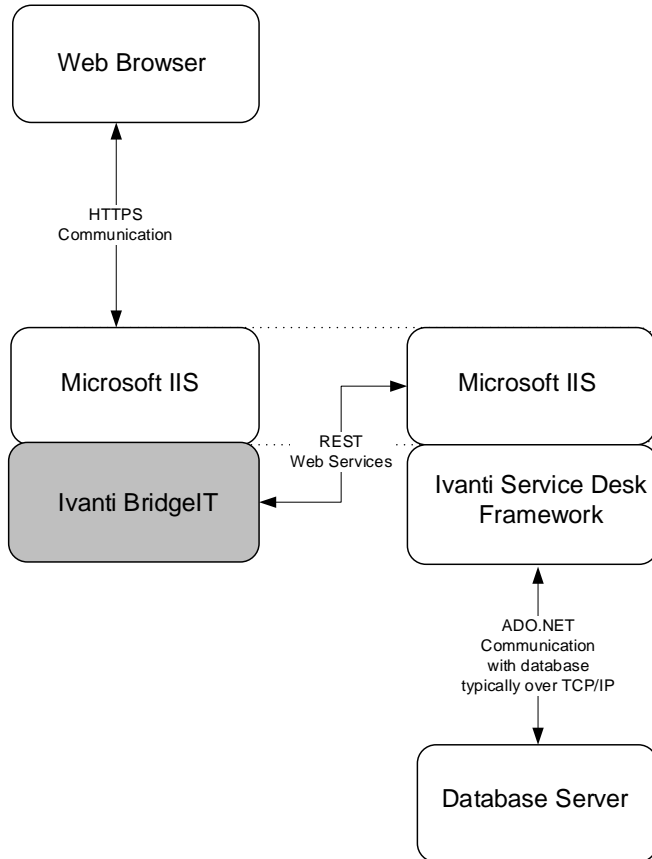 Web Browser
HTTPS
Communication
Microsoft IIS
Microsoft IIS
REST
Web Services
Ivanti BridgeIT
Ivanti Service Desk
Framework
ADO.NET
Communication
with database
typically over TCP/IP
Database Server